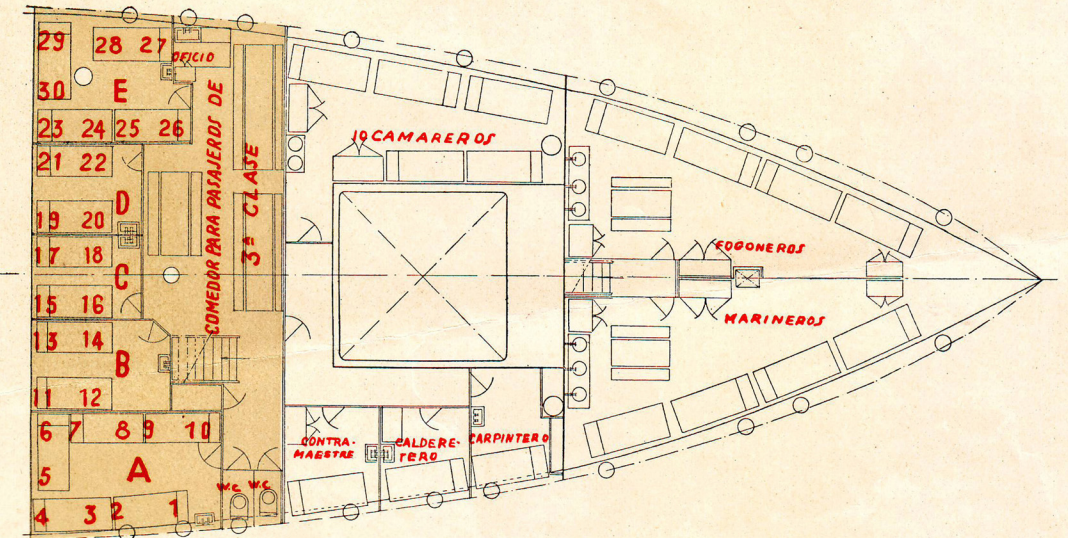 29
28 27
OFICIO
30
E
23 24 25 26
21 22
D
19 20
17 18
C
15 16
13 14
B
11 12
6 7 8 9 10
5
A
4 3 2 1
COMEDOR PARA PASAJEROS DE
3ª CLASE
W.C W.C
10 CAMAREROS
CONTRA-
MAESTRE
CALDERE-
TERO
CARPINTERO
FOGONEROS
MARINEROS